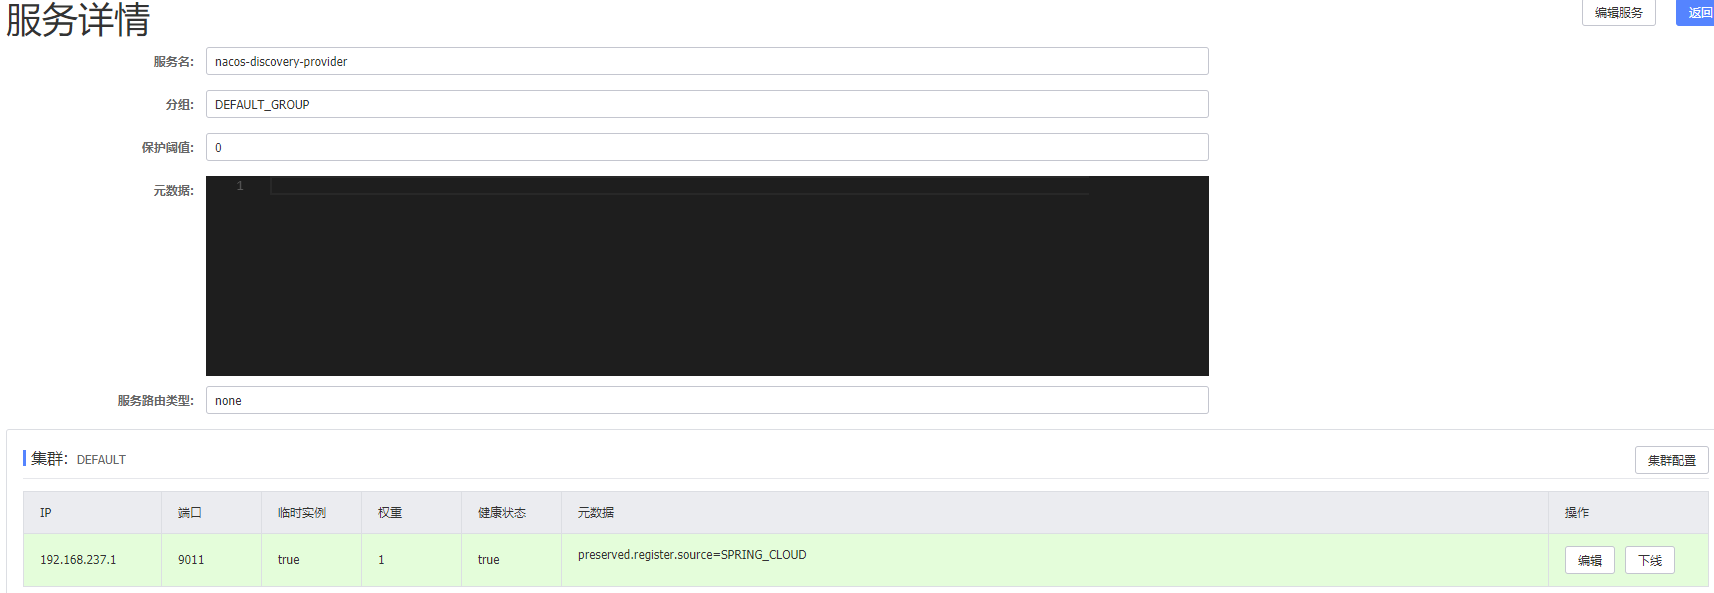 服务详情
编辑服务
返回
服务名: nacos-discovery-provider
分组: DEFAULT_GROUP
保护阈值: 0
元数据: 1
服务路由类型: none
集群: DEFAULT
集群配置
IP 端口 临时实例 权重 健康状态 元数据 操作
192.168.237.1 9011 true 1 true preserved.register.source=SPRING_CLOUD 编辑 下线